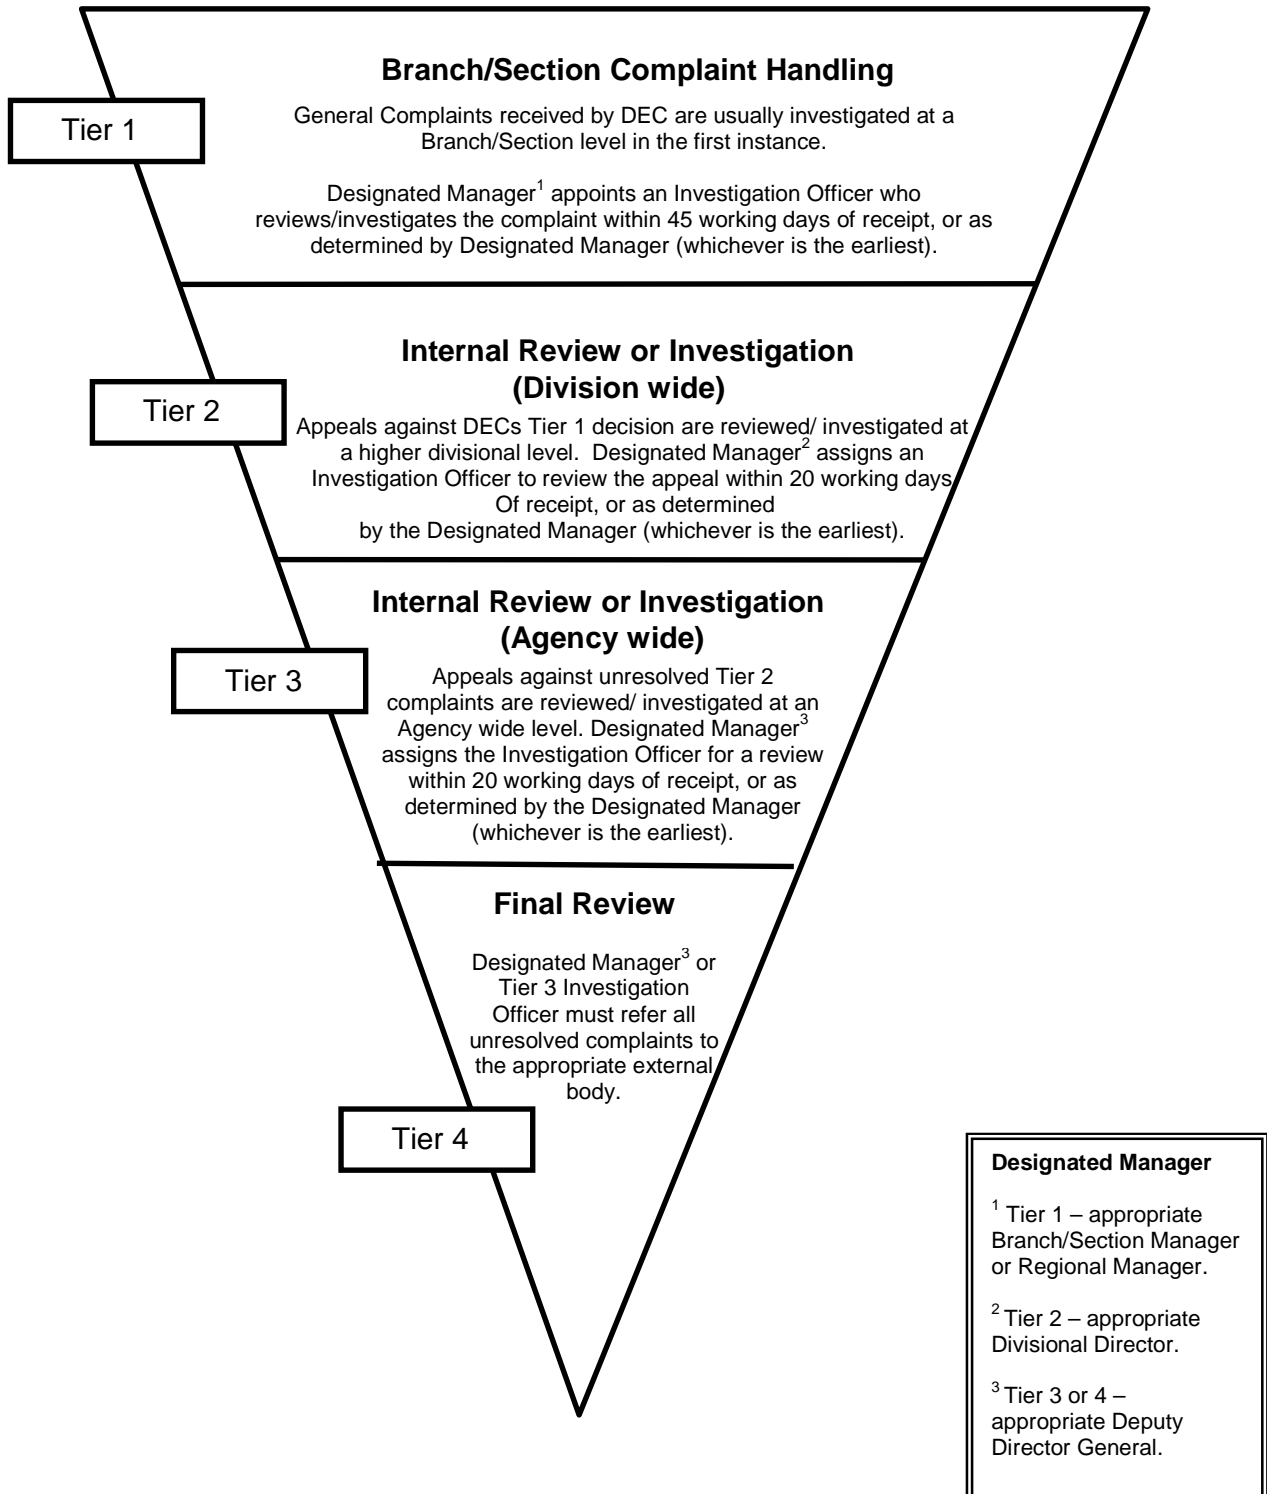 Branch/Section Complaint Handling
Tier 1
General Complaints received by DEC are usually investigated at a
Branch/Section level in the first instance.
Designated Manager1 appoints an Investigation Officer who
reviews/investigates the complaint within 45 working days of receipt, or as
determined by Designated Manager (whichever is the earliest).
Internal Review or Investigation
(Division wide)
Tier 2
Appeals against DECs Tier 1 decision are reviewed/ investigated at
a higher divisional level. Designated Manager2 assigns an
Investigation Officer to review the appeal within 20 working days
Of receipt, or as determined
by the Designated Manager (whichever is the earliest).
Internal Review or Investigation
(Agency wide)
Tier 3
Appeals against unresolved Tier 2
complaints are reviewed/ investigated at an
Agency wide level. Designated Manager3
assigns the Investigation Officer for a review
within 20 working days of receipt, or as
determined by the Designated Manager
(whichever is the earliest).
Final Review
Designated Manager3 or
Tier 3 Investigation
Officer must refer all
unresolved complaints to
the appropriate external
body.
Tier 4
Designated Manager
1 Tier 1 – appropriate
Branch/Section Manager
or Regional Manager.
2 Tier 2 – appropriate
Divisional Director.
3 Tier 3 or 4 –
appropriate Deputy
Director General.